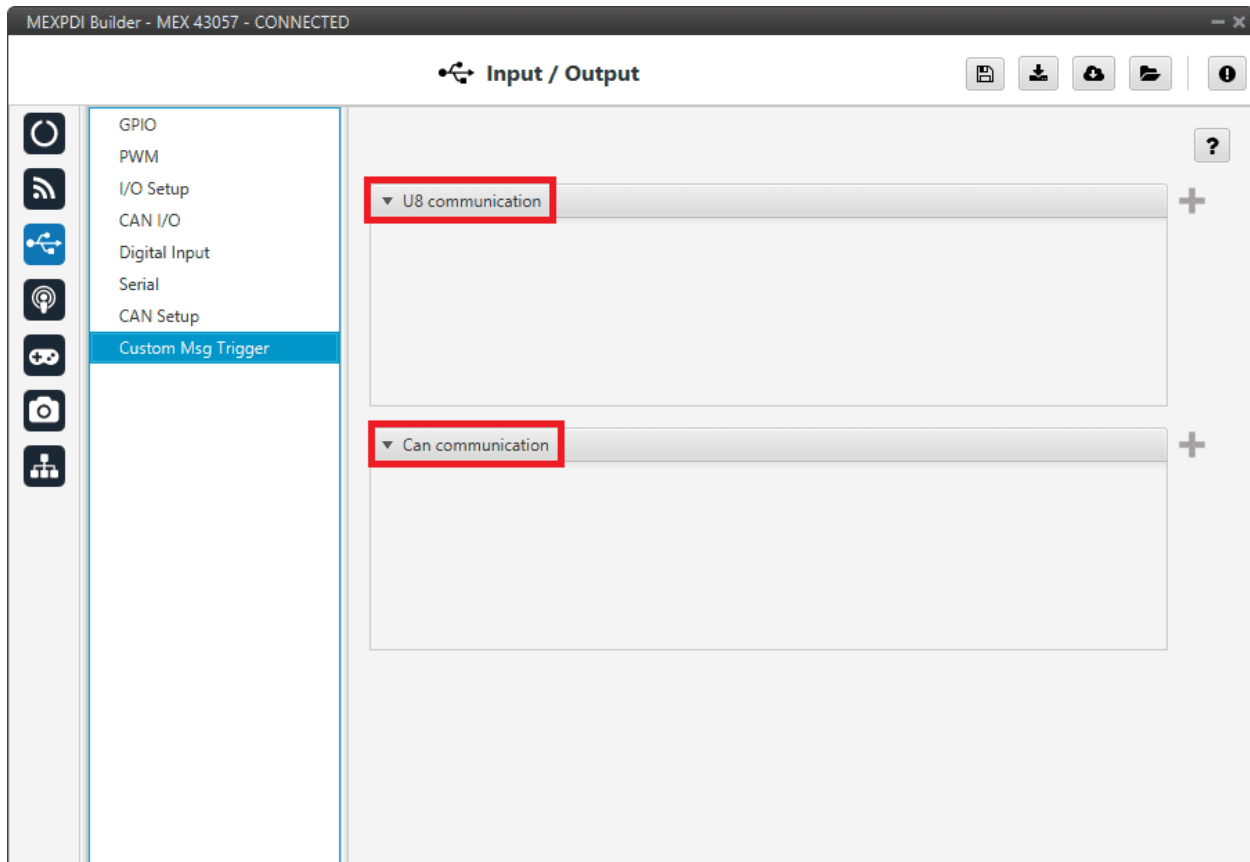 MEXPDI Builder - MEX 43057 - CONNECTED
Input / Output
?
GPIO
PWM
I/O Setup
CAN I/O
Digital Input
Serial
CAN Setup
Custom Msg Trigger
U8 communication
Can communication